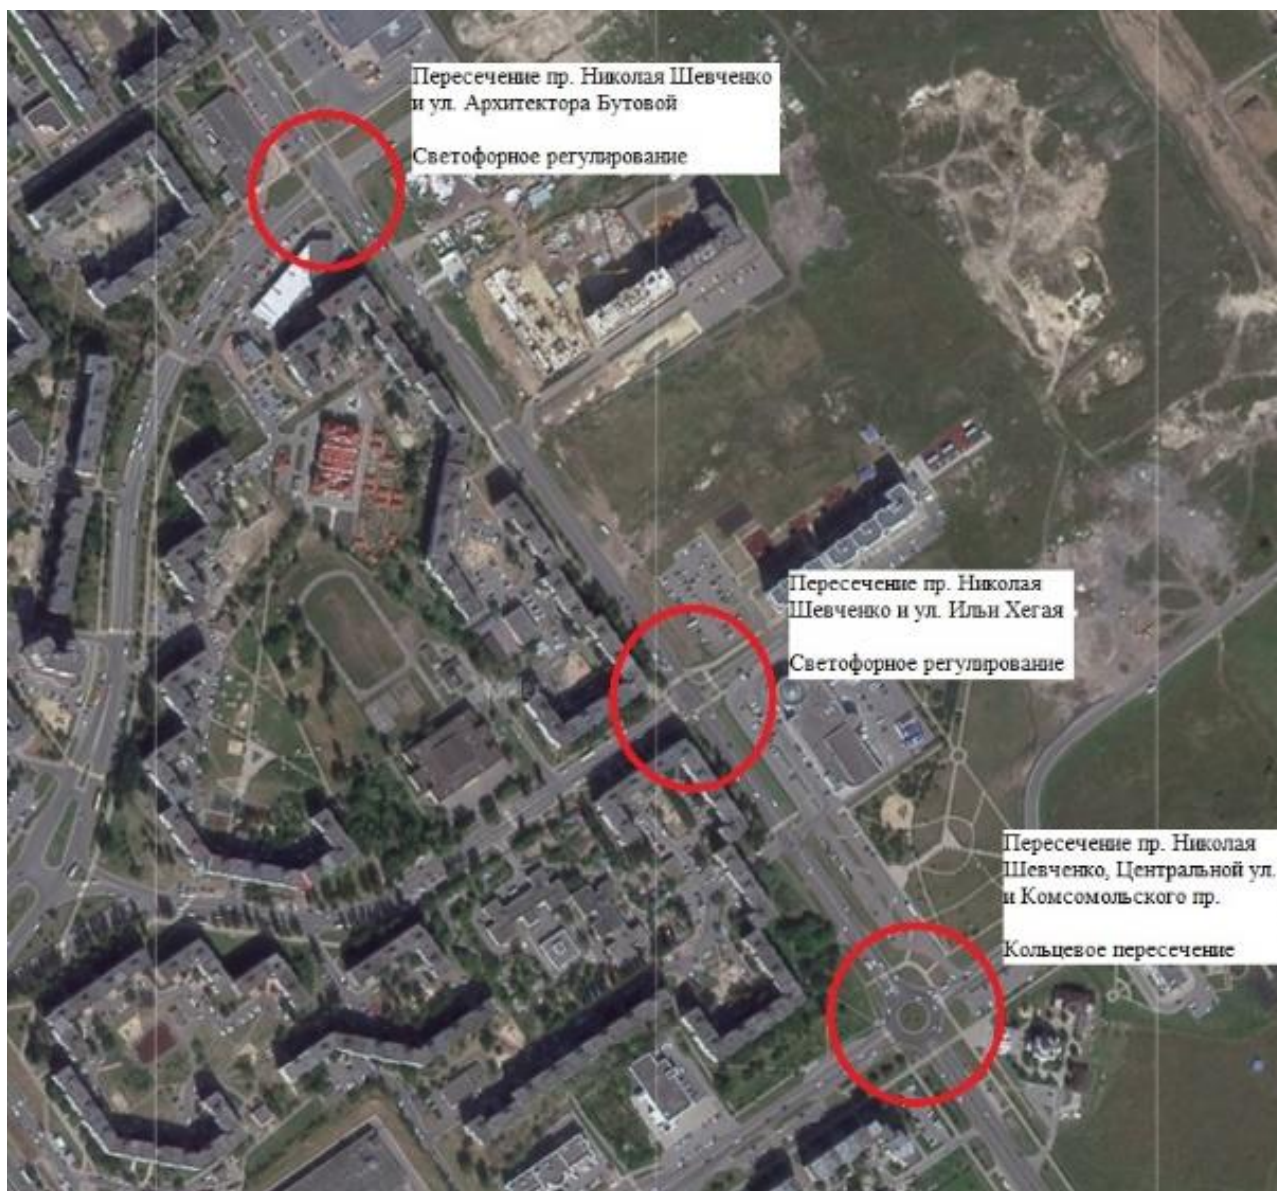 Пересечение пр. Николая Шевченко
и ул. Архитектора Бутовой
Светофорное регулирование
Пересечение пр. Николая
Шевченко и ул. Ильи Хегая
Светофорное регулирование
Пересечение пр. Николая
Шевченко, Центральной ул.
и Комсомольского пр.
Кольцевое пересечение